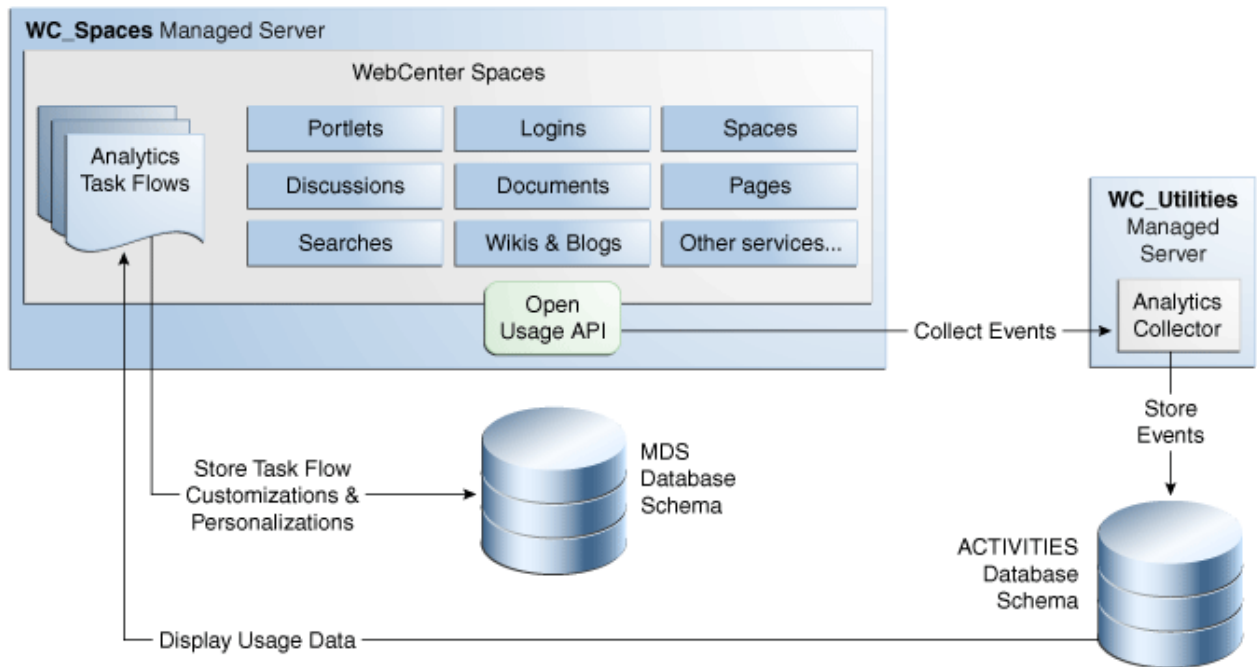 WC_Spaces Managed Server
WebCenter Spaces
Analytics
Task Flows
Portlets
Logins
Spaces
Discussions
Documents
Pages
Searches
Wikis & Blogs
Other services...
Open
Usage API
Collect Events
WC_Utilities
Managed
Server
Analytics
Collector
Store
Events
Store Task Flow
Customizations &
Personalizations
MDS
Database
Schema
ACTIVITIES
Database
Schema
Display Usage Data